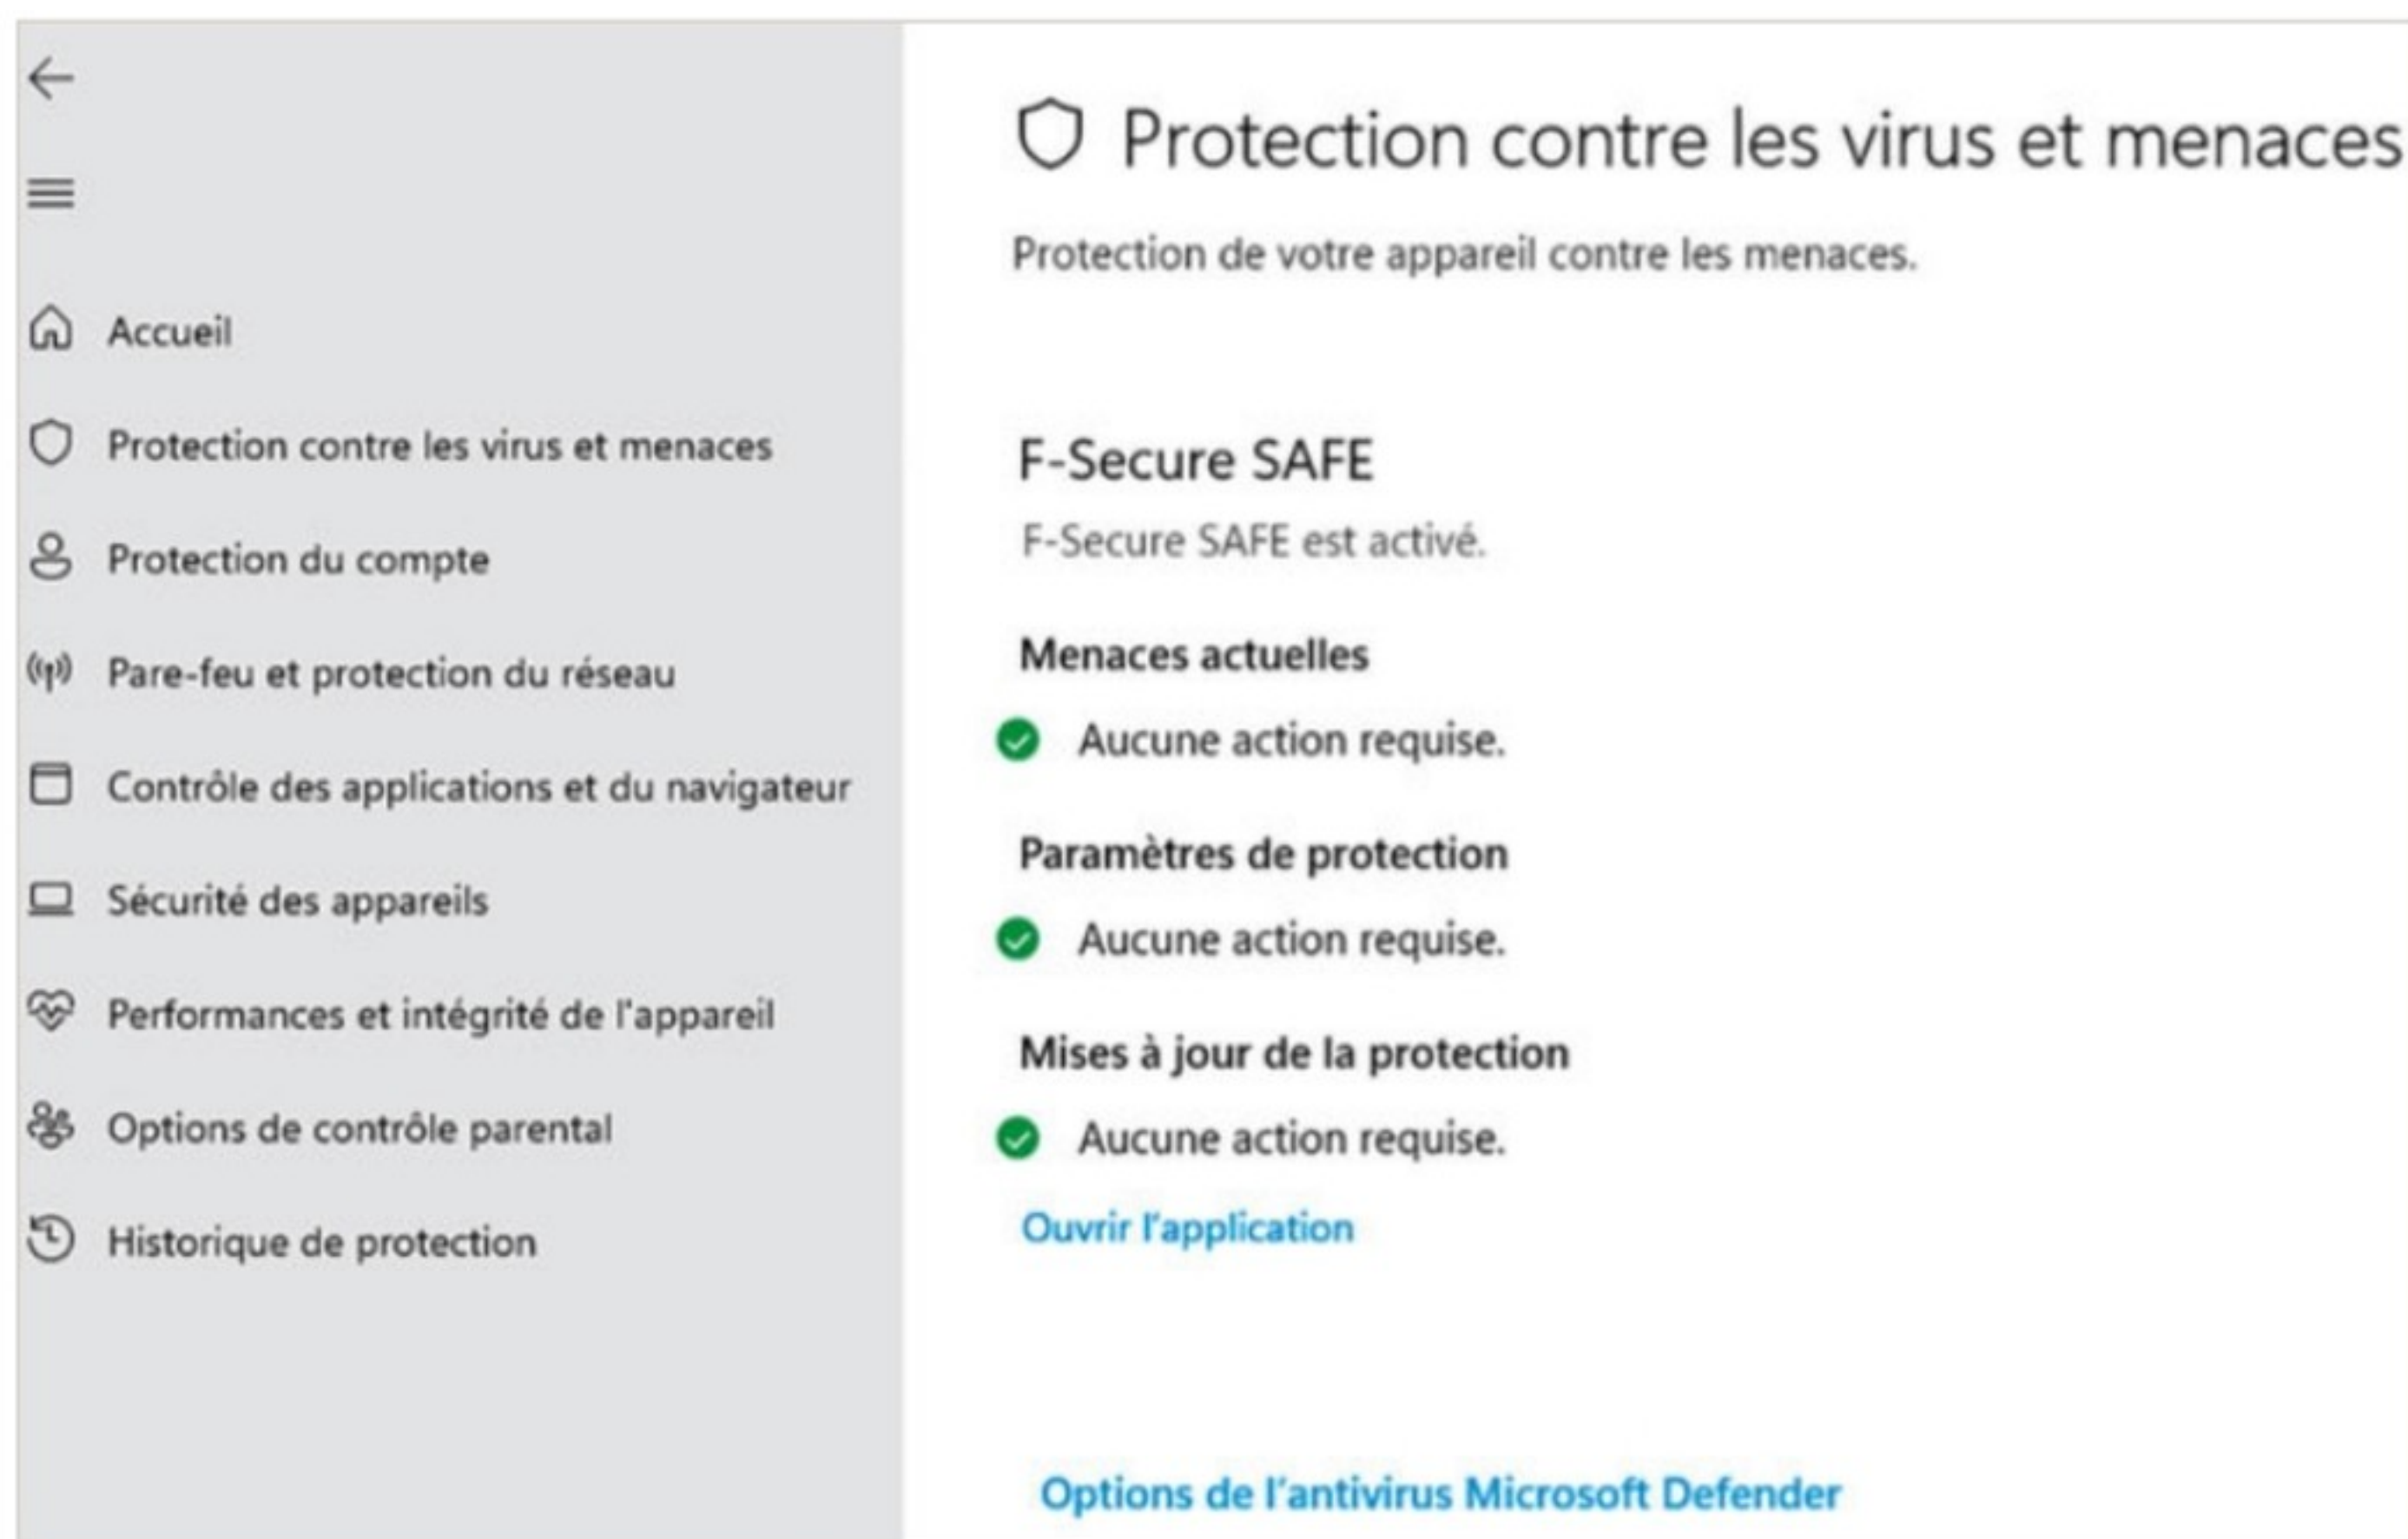 Accueil
Protection contre les virus et menaces
Protection du compte
Pare-feu et protection du réseau
Contrôle des applications et du navigateur
Sécurité des appareils
Performances et intégrité de l'appareil
Options de contrôle parental
Historique de protection
Protection contre les virus et menaces
Protection de votre appareil contre les menaces.
F-Secure SAFE
F-Secure SAFE est activé.
Menaces actuelles
Aucune action requise.
Paramètres de protection
Aucune action requise.
Mises à jour de la protection
Aucune action requise.
Ouvrir l'application
Options de l'antivirus Microsoft Defender